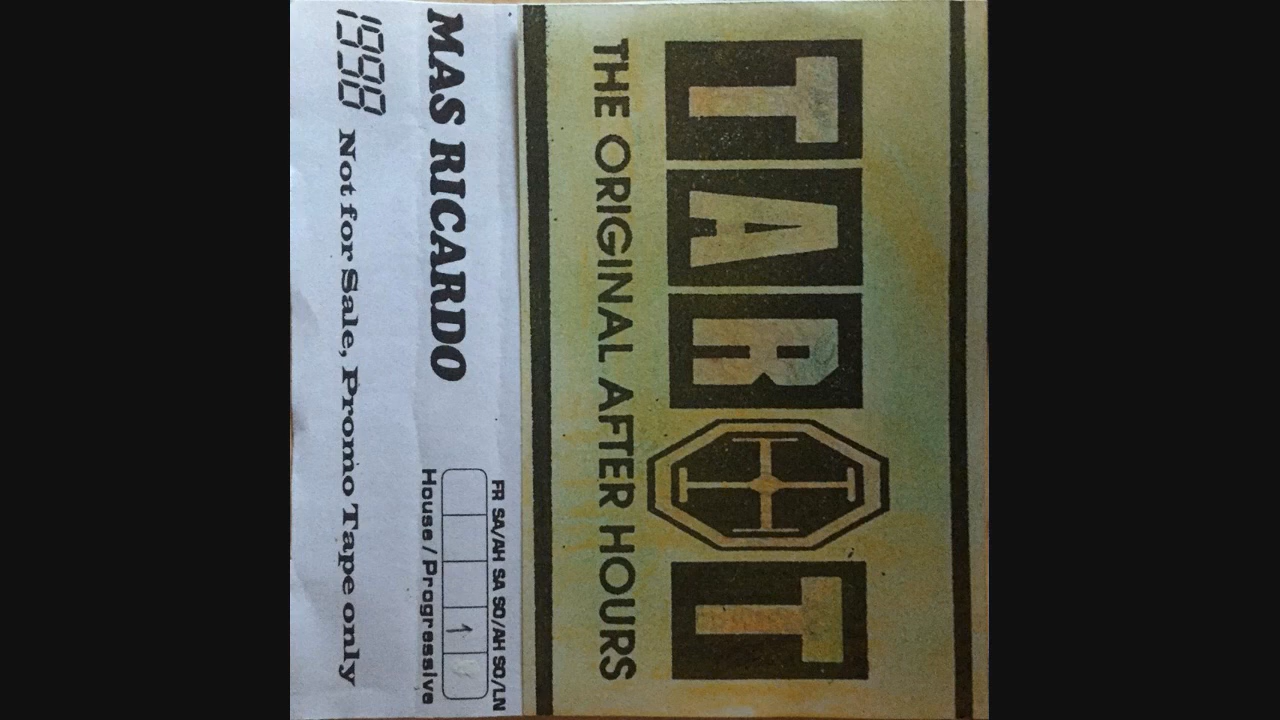 TAROT
THE ORIGINAL AFTER HOURS
FR SA/AH SA SO/AH SO/LN
1
House / Progressive
MAS RICARDO
1998 Not for Sale, Promo Tape only